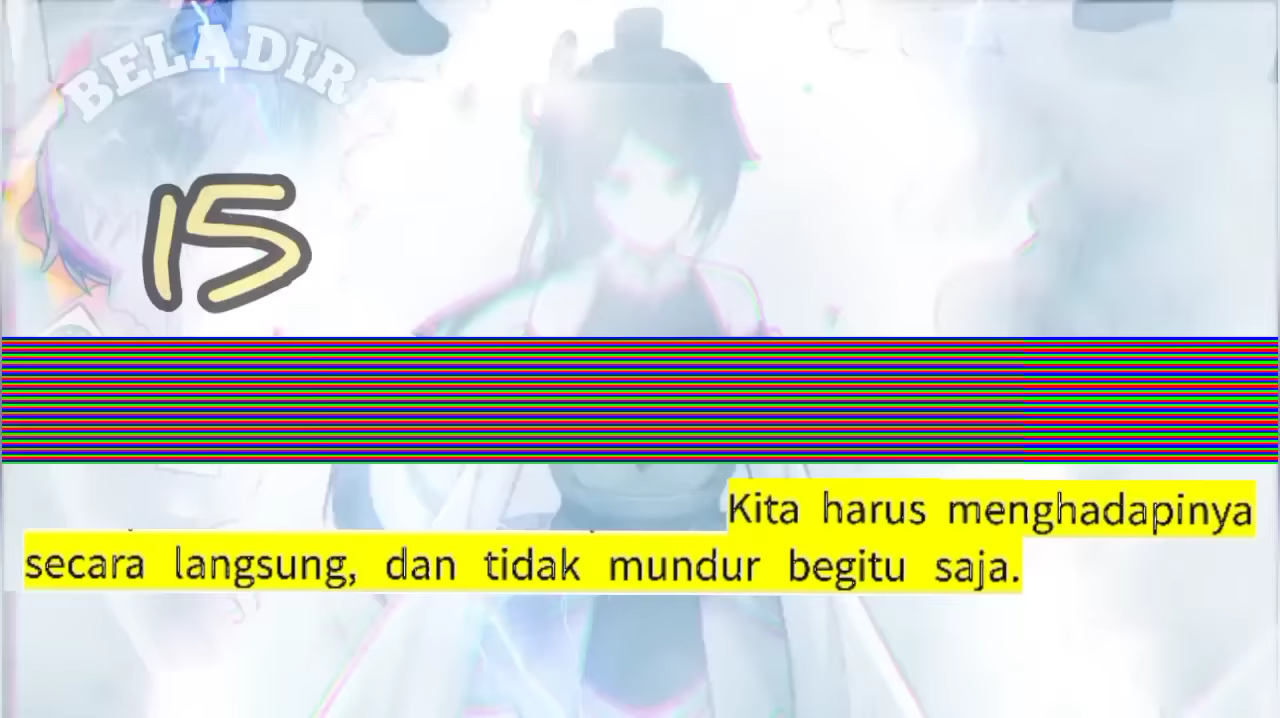 BELADIRI
15
Kita harus menghadapinya
secara langsung, dan tidak mundur begitu saja.